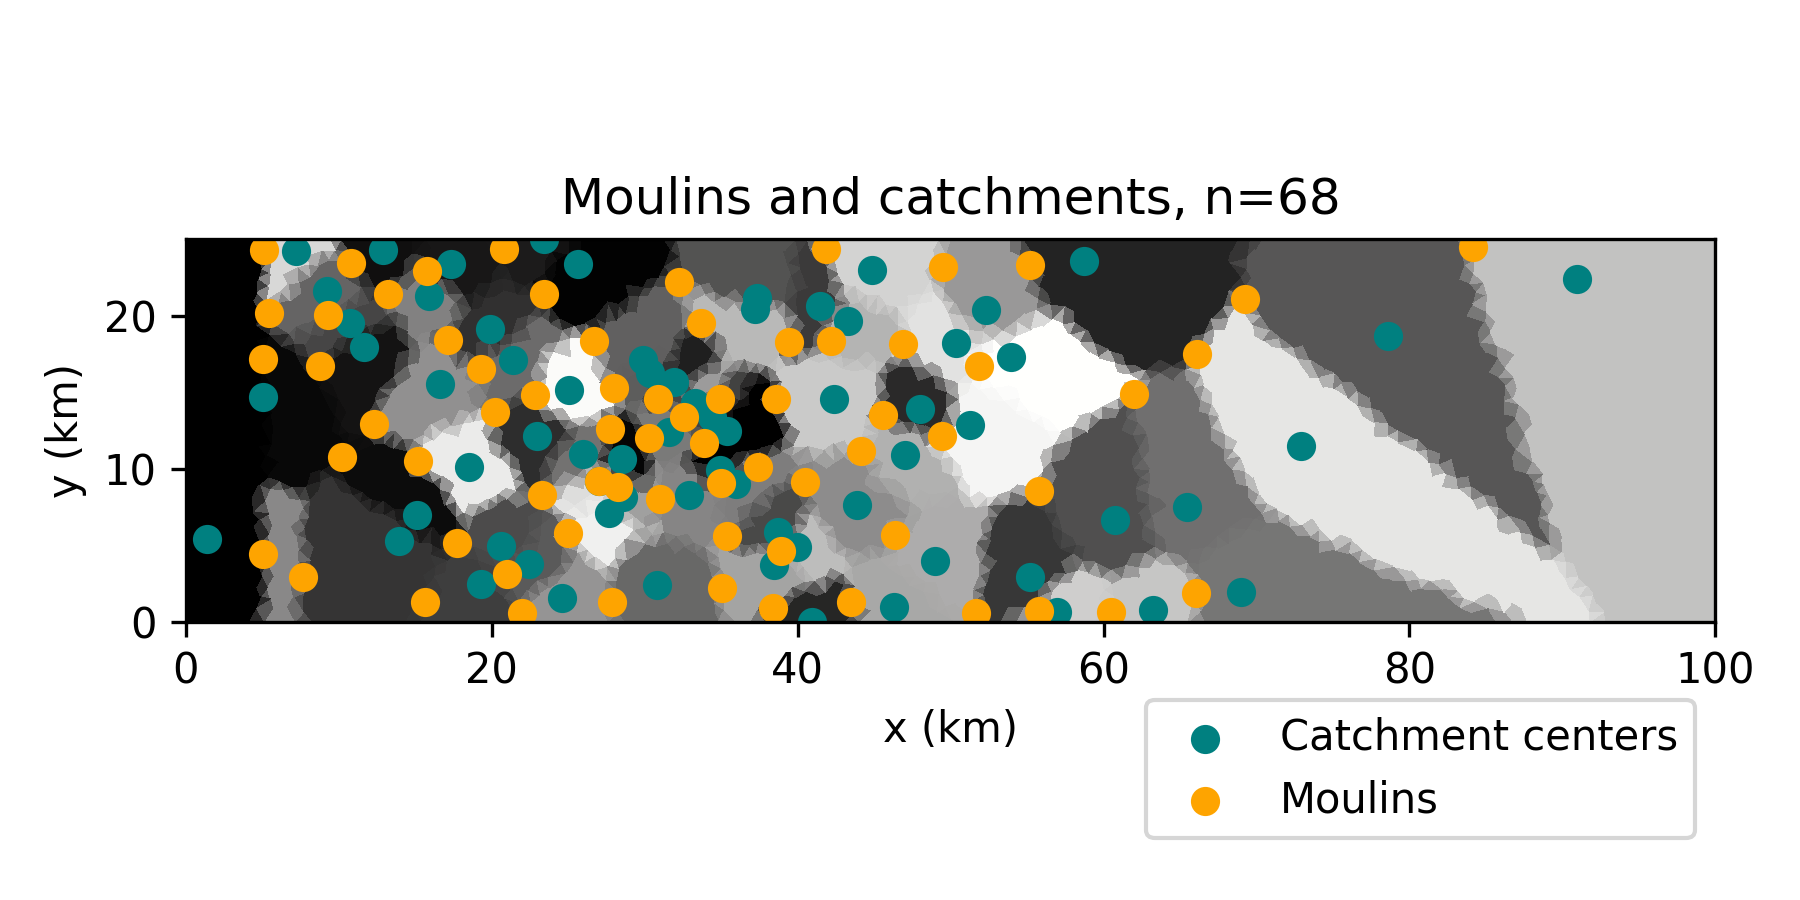 Moulins and catchments, n=68
y (km)
20
10
0
0 20 40 60 80 100
x (km)
Catchment centers
Moulins